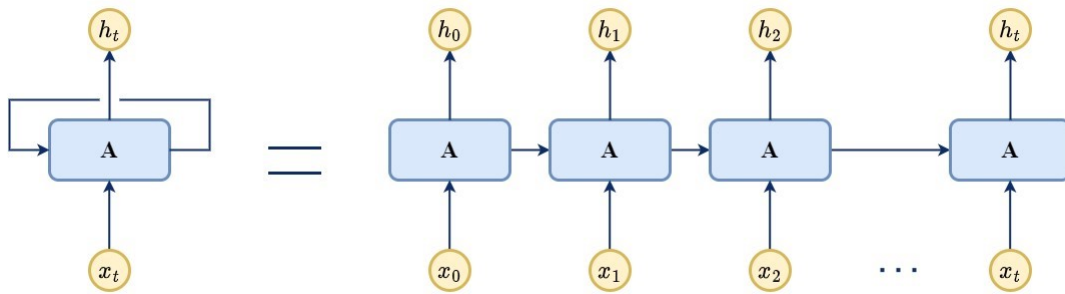 h_t h_0 h_1 h_2 h_t
A = A A A A
x_t x_0 x_1 x_2 ... x_t